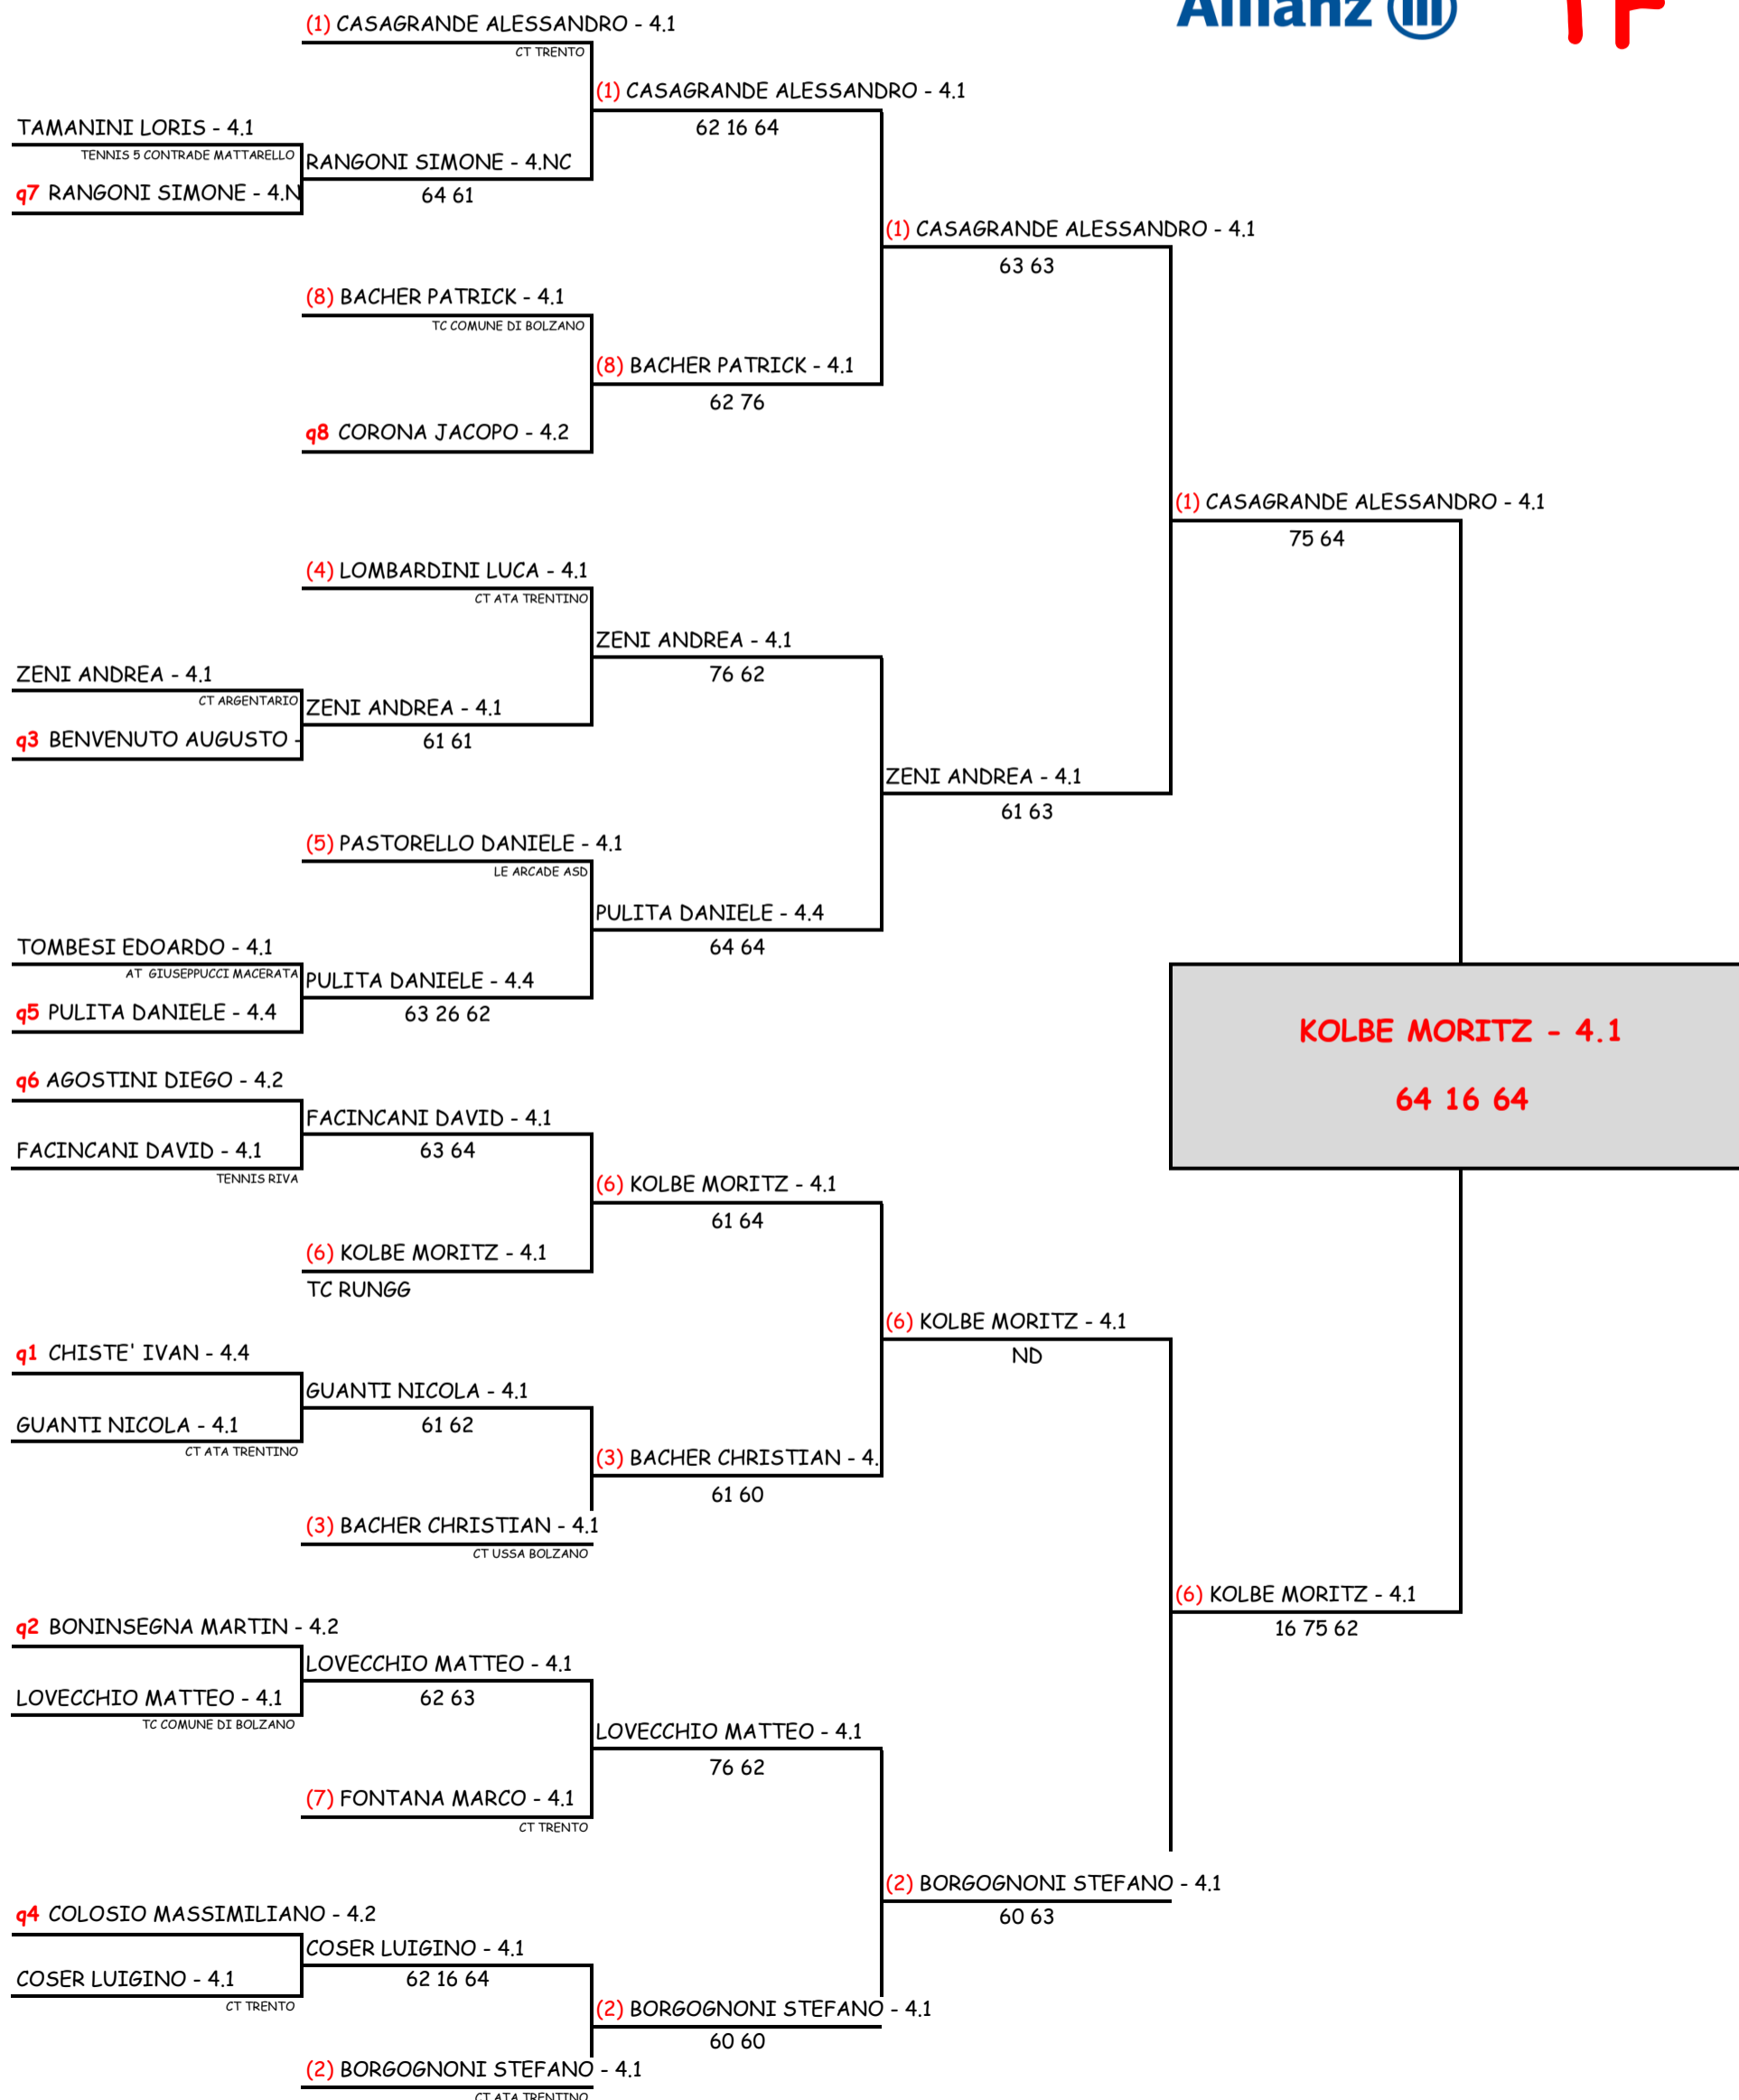 Allianz
(1) CASAGRANDE ALESSANDRO - 4.1
CT TRENTO
(1) CASAGRANDE ALESSANDRO - 4.1
62 16 64
TAMANINI LORIS - 4.1
TENNIS 5 CONTRADE MATTARELLO
RANGONI SIMONE - 4.NC
64 61
q7 RANGONI SIMONE - 4.N
(1) CASAGRANDE ALESSANDRO - 4.1
63 63
(8) BACHER PATRICK - 4.1
TC COMUNE DI BOLZANO
(8) BACHER PATRICK - 4.1
62 76
q8 CORONA JACOPO - 4.2
(1) CASAGRANDE ALESSANDRO - 4.1
75 64
(4) LOMBARDINI LUCA - 4.1
CT ATA TRENTINO
ZENI ANDREA - 4.1
76 62
ZENI ANDREA - 4.1
CT ARGENTARIO
ZENI ANDREA - 4.1
61 61
q3 BENVENUTO AUGUSTO -
ZENI ANDREA - 4.1
61 63
(5) PASTORELLO DANIELE - 4.1
LE ARCADE ASD
PULITA DANIELE - 4.4
64 64
TOMBESI EDOARDO - 4.1
AT GIUSEPPUCCI MACERATA
PULITA DANIELE - 4.4
63 26 62
q5 PULITA DANIELE - 4.4
KOLBE MORITZ - 4.1
64 16 64
q6 AGOSTINI DIEGO - 4.2
FACINCANI DAVID - 4.1
63 64
FACINCANI DAVID - 4.1
TENNIS RIVA
(6) KOLBE MORITZ - 4.1
61 64
(6) KOLBE MORITZ - 4.1
TC RUNGG
(6) KOLBE MORITZ - 4.1
ND
q1 CHISTE' IVAN - 4.4
GUANTI NICOLA - 4.1
61 62
GUANTI NICOLA - 4.1
CT ATA TRENTINO
(3) BACHER CHRISTIAN - 4.
61 60
(3) BACHER CHRISTIAN - 4.1
CT USSA BOLZANO
(6) KOLBE MORITZ - 4.1
16 75 62
q2 BONINSEGNA MARTIN - 4.2
LOVECCHIO MATTEO - 4.1
62 63
LOVECCHIO MATTEO - 4.1
TC COMUNE DI BOLZANO
LOVECCHIO MATTEO - 4.1
76 62
(7) FONTANA MARCO - 4.1
CT TRENTO
(2) BORGOGNONI STEFANO - 4.1
60 63
q4 COLOSIO MASSIMILIANO - 4.2
COSER LUIGINO - 4.1
62 16 64
COSER LUIGINO - 4.1
CT TRENTO
(2) BORGOGNONI STEFANO - 4.1
60 60
(2) BORGOGNONI STEFANO - 4.1
CT ATA TRENTINO